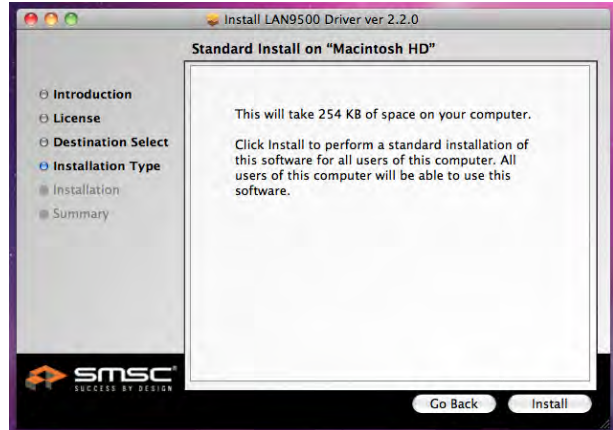 Install LAN9500 Driver ver 2.2.0
Standard Install on “Macintosh HD”
Introduction
License
Destination Select
Installation Type
Installation
Summary
This will take 254 KB of space on your computer.
Click Install to perform a standard installation of
this software for all users of this computer. All
users of this computer will be able to use this
software.
smsc
SUCCESS BY DESIGN
Go Back
Install